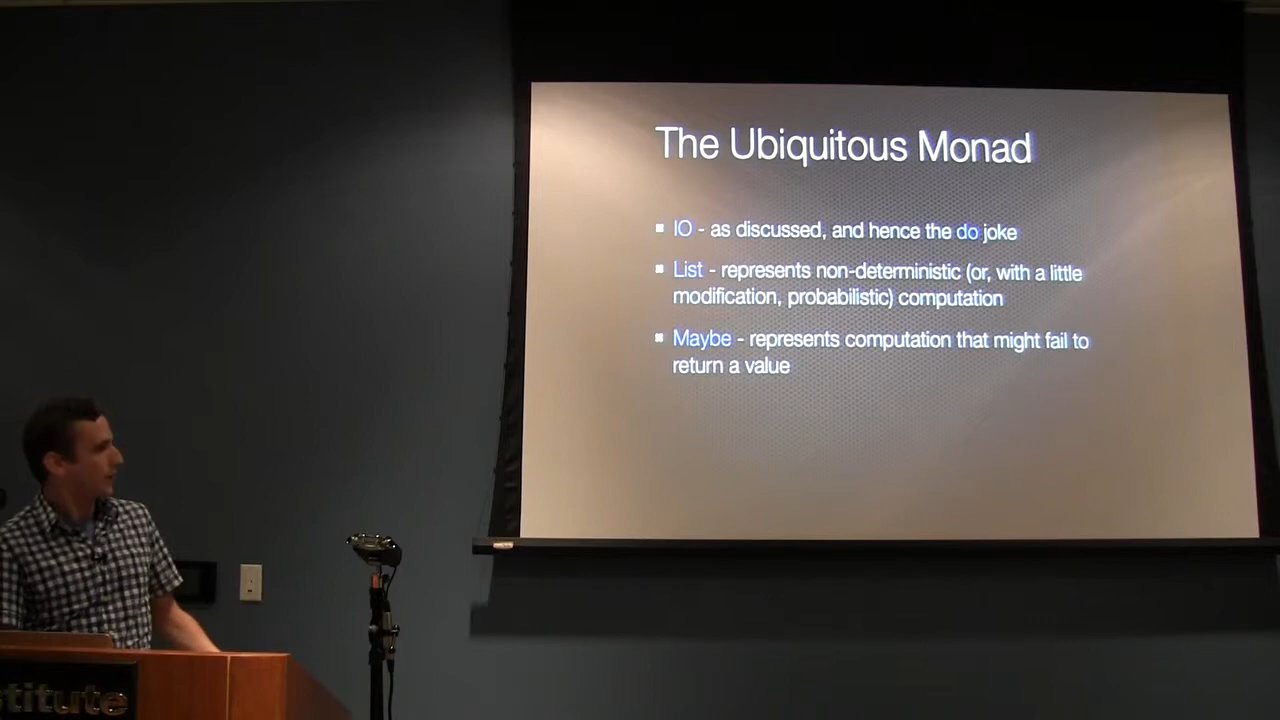 The Ubiquitous Monad
IO - as discussed, and hence the do joke
List - represents non-deterministic (or, with a little
modification, probabilistic) computation
Maybe - represents computation that might fail to
return a value
stitute